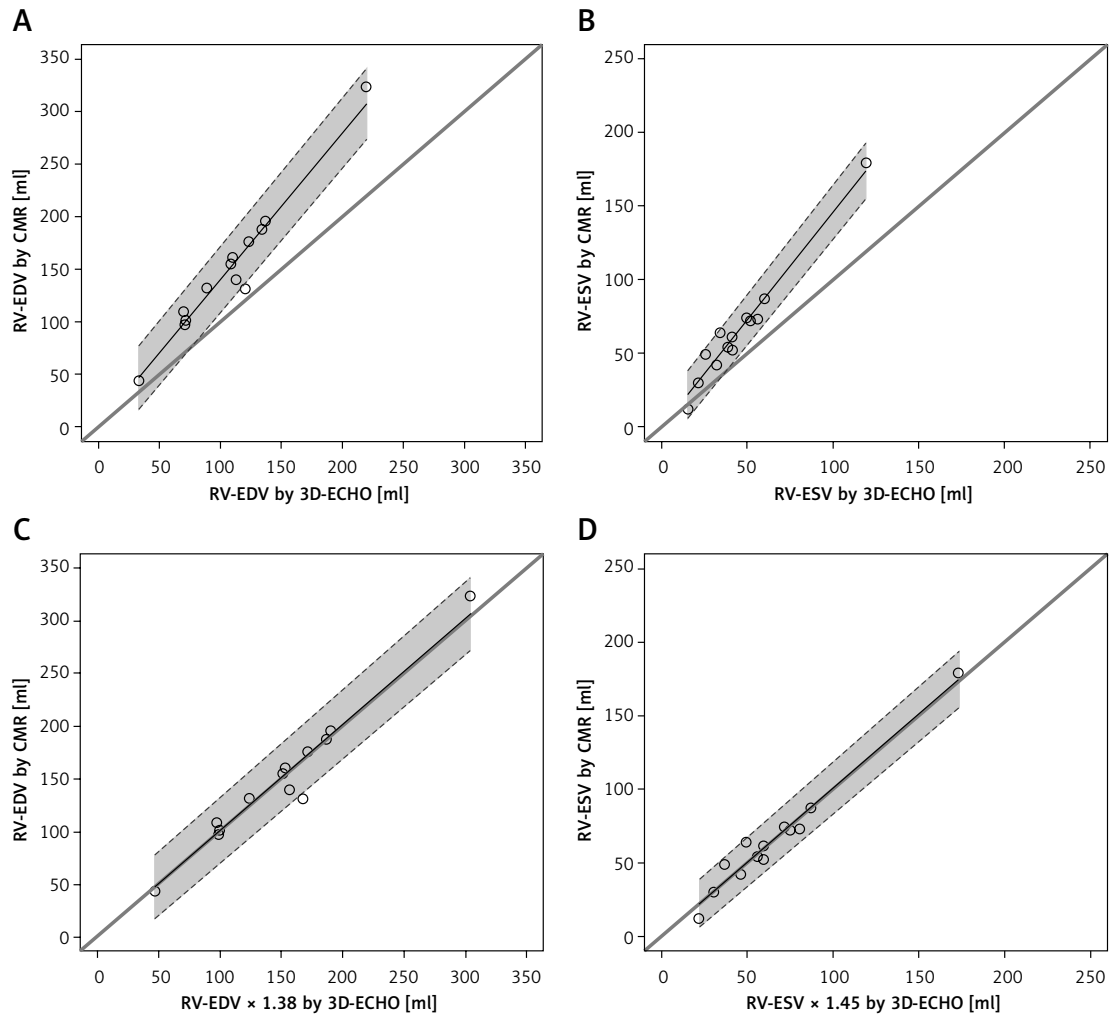 A
350
300
250
200
150
100
50
0
RV-EDV by CMR [ml]
0 50 100 150 200 250 300 350
RV-EDV by 3D-ECHO [ml]
B
250
200
150
100
50
0
RV-ESV by CMR [ml]
0 50 100 150 200 250
RV-ESV by 3D-ECHO [ml]
C
350
300
250
200
150
100
50
0
RV-EDV by CMR [ml]
0 50 100 150 200 250 300 350
RV-EDV × 1.38 by 3D-ECHO [ml]
D
250
200
150
100
50
0
RV-ESV by CMR [ml]
0 50 100 150 200 250
RV-ESV × 1.45 by 3D-ECHO [ml]